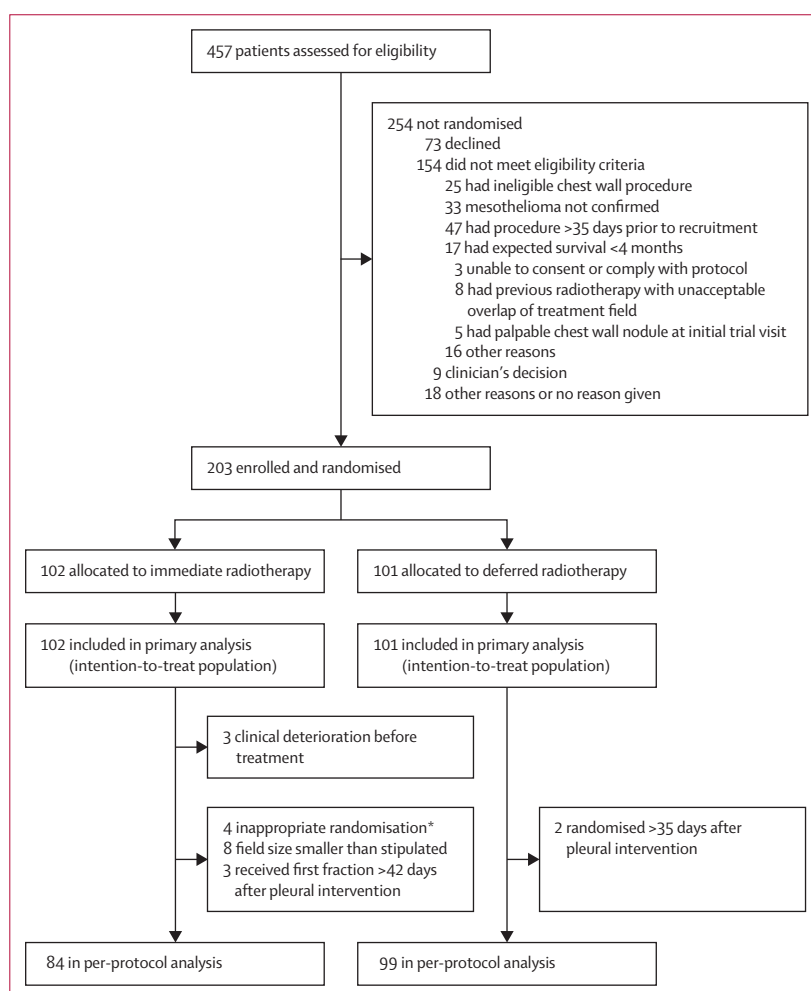 457 patients assessed for eligibility
254 not randomised
73 declined
154 did not meet eligibility criteria
25 had ineligible chest wall procedure
33 mesothelioma not confirmed
47 had procedure >35 days prior to recruitment
17 had expected survival <4 months
3 unable to consent or comply with protocol
8 had previous radiotherapy with unacceptable
overlap of treatment field
5 had palpable chest wall nodule at initial trial visit
16 other reasons
9 clinician's decision
18 other reasons or no reason given
203 enrolled and randomised
102 allocated to immediate radiotherapy
101 allocated to deferred radiotherapy
102 included in primary analysis
(intention-to-treat population)
101 included in primary analysis
(intention-to-treat population)
3 clinical deterioration before
treatment
4 inappropriate randomisation*
8 field size smaller than stipulated
3 received first fraction >42 days
after pleural intervention
2 randomised >35 days after
pleural intervention
84 in per-protocol analysis
99 in per-protocol analysis